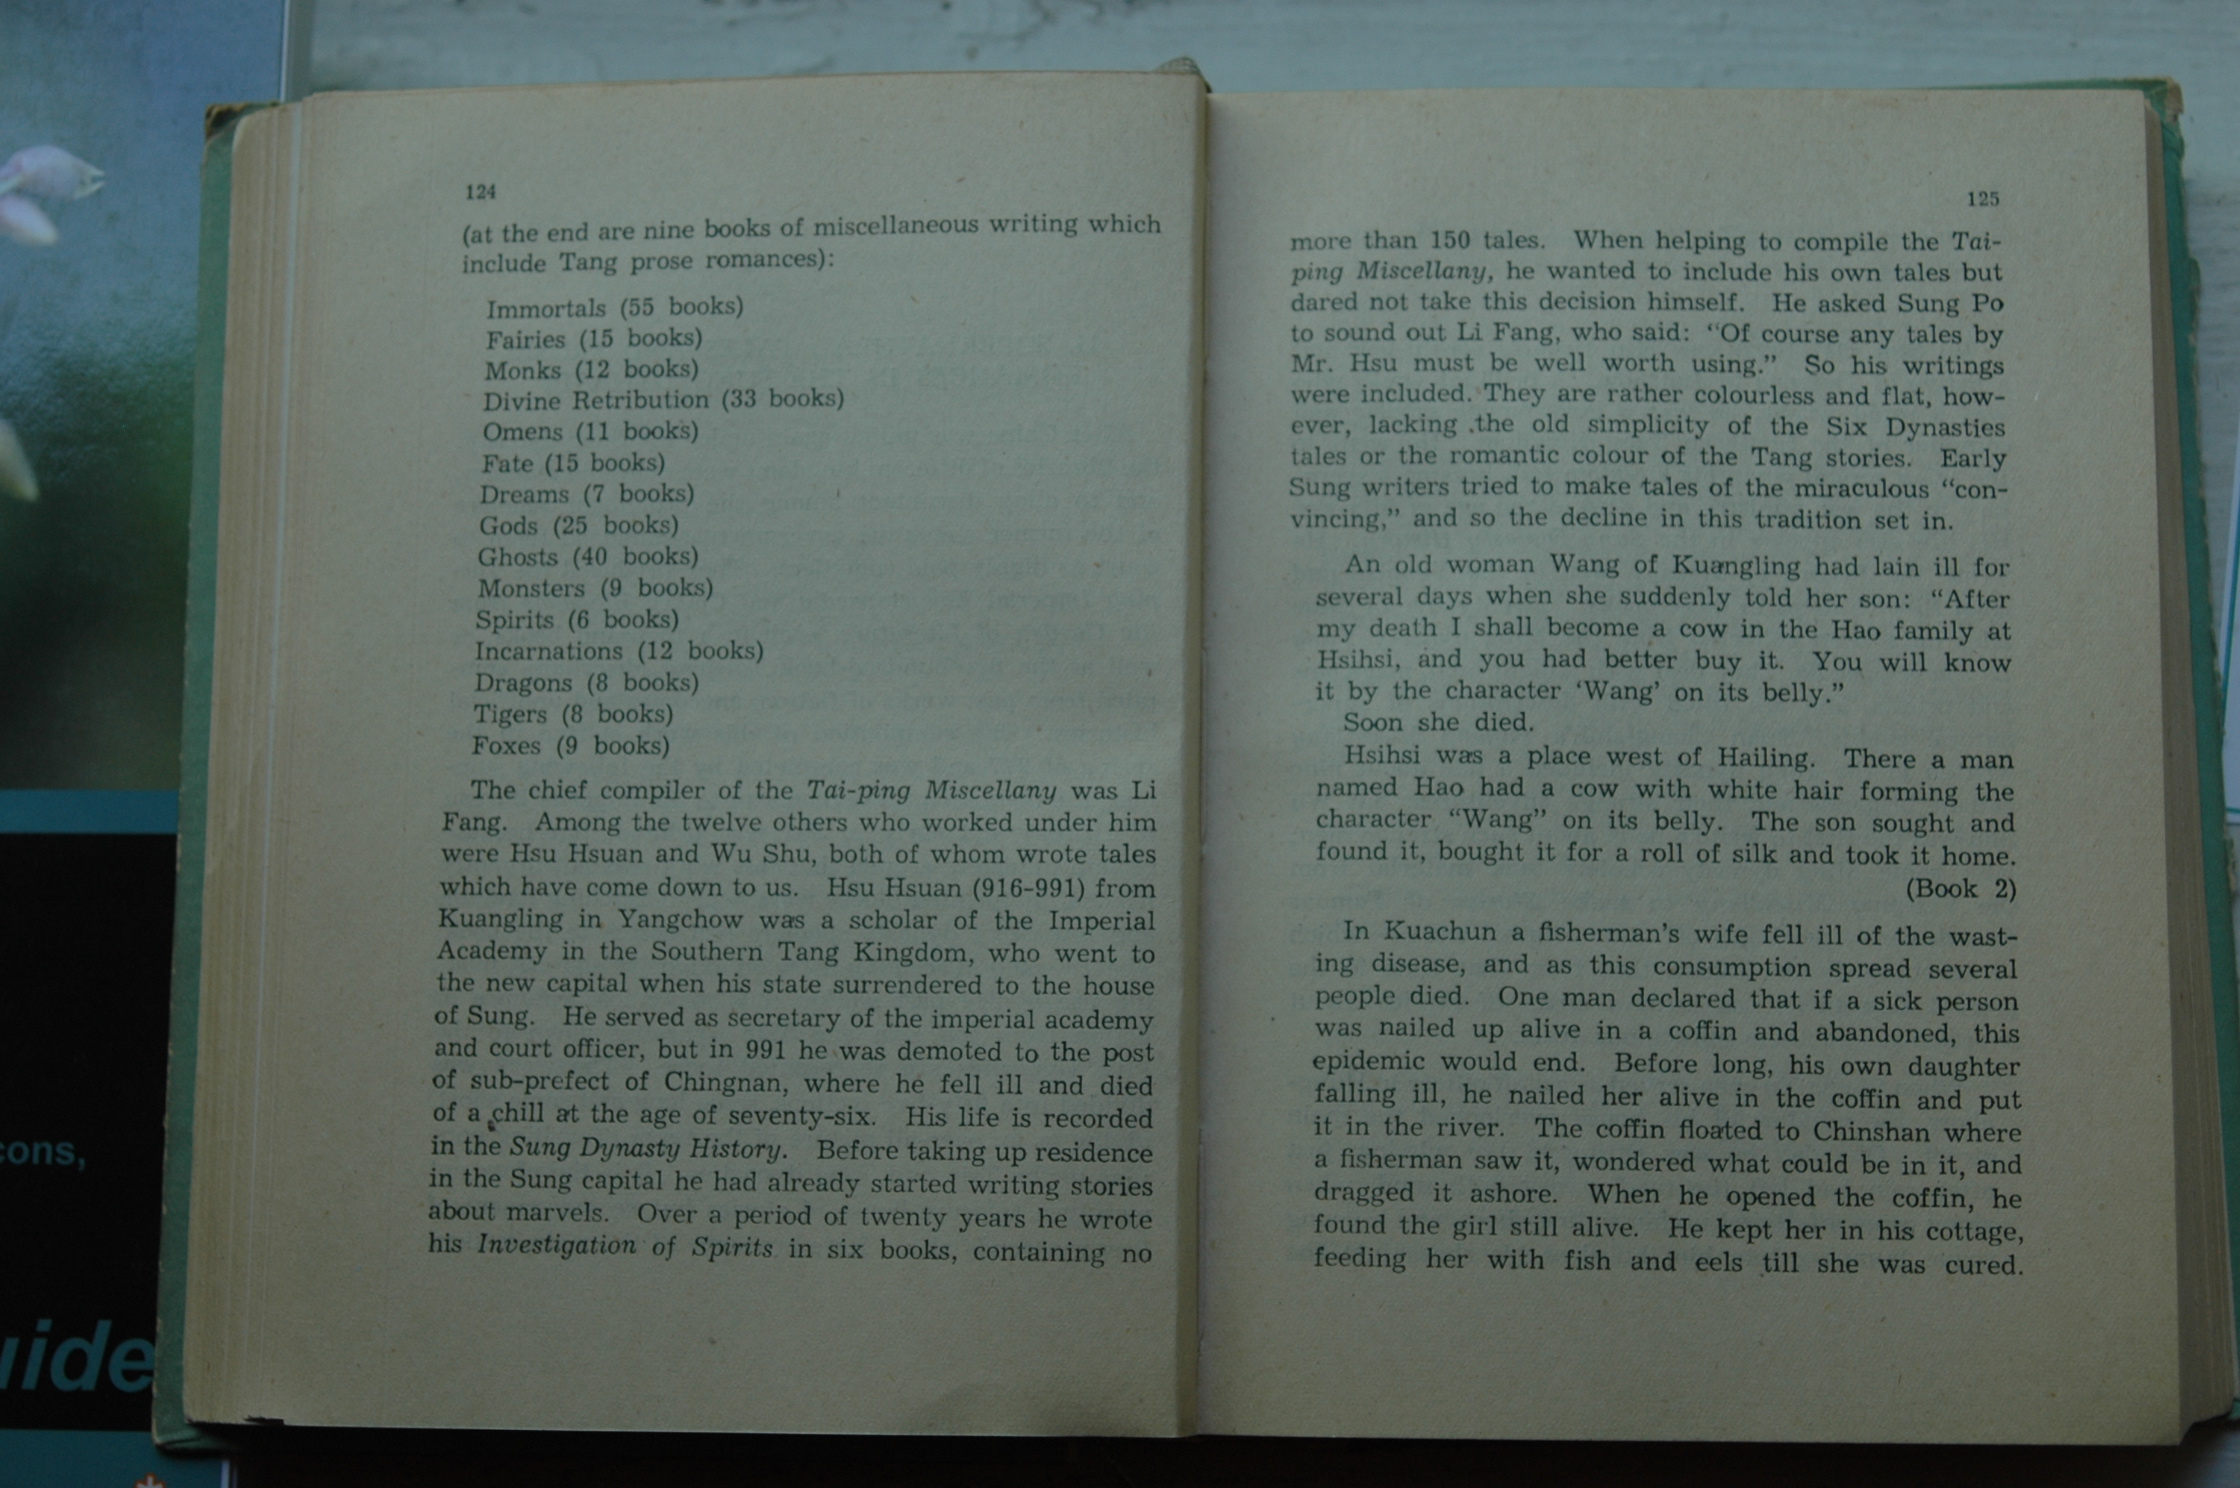 124
(at the end are nine books of miscellaneous writing which
include Tang prose romances):
Immortals (55 books)
Fairies (15 books)
Monks (12 books)
Divine Retribution (33 books)
Omens (11 books)
Fate (15 books)
Dreams (7 books)
Gods (25 books)
Ghosts (40 books)
Monsters (9 books)
Spirits (6 books)
Incarnations (12 books)
Dragons (8 books)
Tigers (8 books)
Foxes (9 books)
The chief compiler of the Tai-ping Miscellany was Li
Fang. Among the twelve others who worked under him
were Hsu Hsuan and Wu Shu, both of whom wrote tales
which have come down to us. Hsu Hsuan (916-991) from
Kuangling in Yangchow was a scholar of the Imperial
Academy in the Southern Tang Kingdom, who went to
the new capital when his state surrendered to the house
of Sung. He served as secretary of the imperial academy
and court officer, but in 991 he was demoted to the post
of sub-prefect of Chingnan, where he fell ill and died
of a chill at the age of seventy-six. His life is recorded
in the Sung Dynasty History. Before taking up residence
in the Sung capital he had already started writing stories
about marvels. Over a period of twenty years he wrote
his Investigation of Spirits in six books, containing no
125
more than 150 tales. When helping to compile the Tai-
ping Miscellany, he wanted to include his own tales but
dared not take this decision himself. He asked Sung Po
to sound out Li Fang, who said: “Of course any tales by
Mr. Hsu must be well worth using.” So his writings
were included. They are rather colourless and flat, how-
ever, lacking the old simplicity of the Six Dynasties
tales or the romantic colour of the Tang stories. Early
Sung writers tried to make tales of the miraculous “con-
vincing,” and so the decline in this tradition set in.
An old woman Wang of Kuangling had lain ill for
several days when she suddenly told her son: “After
my death I shall become a cow in the Hao family at
Hsihsi, and you had better buy it. You will know
it by the character ‘Wang’ on its belly.”
Soon she died.
Hsihsi was a place west of Hailing. There a man
named Hao had a cow with white hair forming the
character “Wang” on its belly. The son sought and
found it, bought it for a roll of silk and took it home.
(Book 2)
In Kuachun a fisherman’s wife fell ill of the wast-
ing disease, and as this consumption spread several
people died. One man declared that if a sick person
was nailed up alive in a coffin and abandoned, this
epidemic would end. Before long, his own daughter
falling ill, he nailed her alive in the coffin and put
it in the river. The coffin floated to Chinshan where
a fisherman saw it, wondered what could be in it, and
dragged it ashore. When he opened the coffin, he
found the girl still alive. He kept her in his cottage,
feeding her with fish and eels till she was cured.
cons,
uide